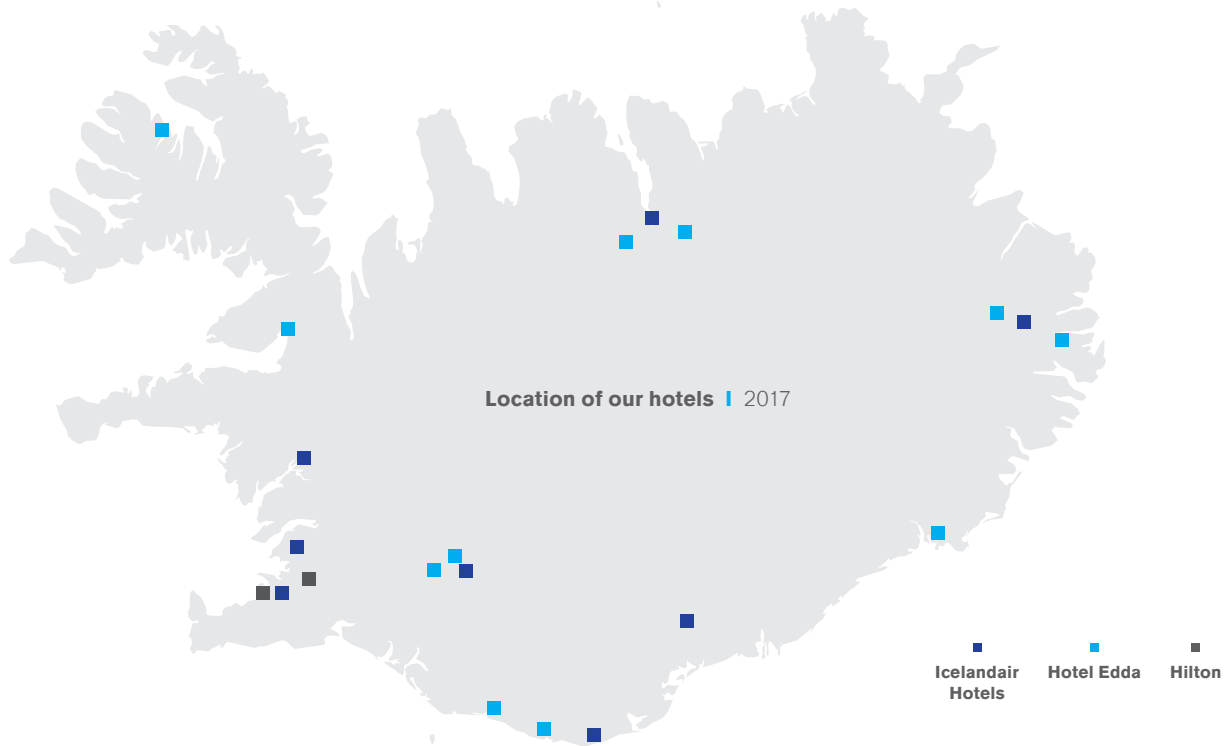 Location of our hotels | 2017
Icelandair
Hotels
Hotel Edda
Hilton